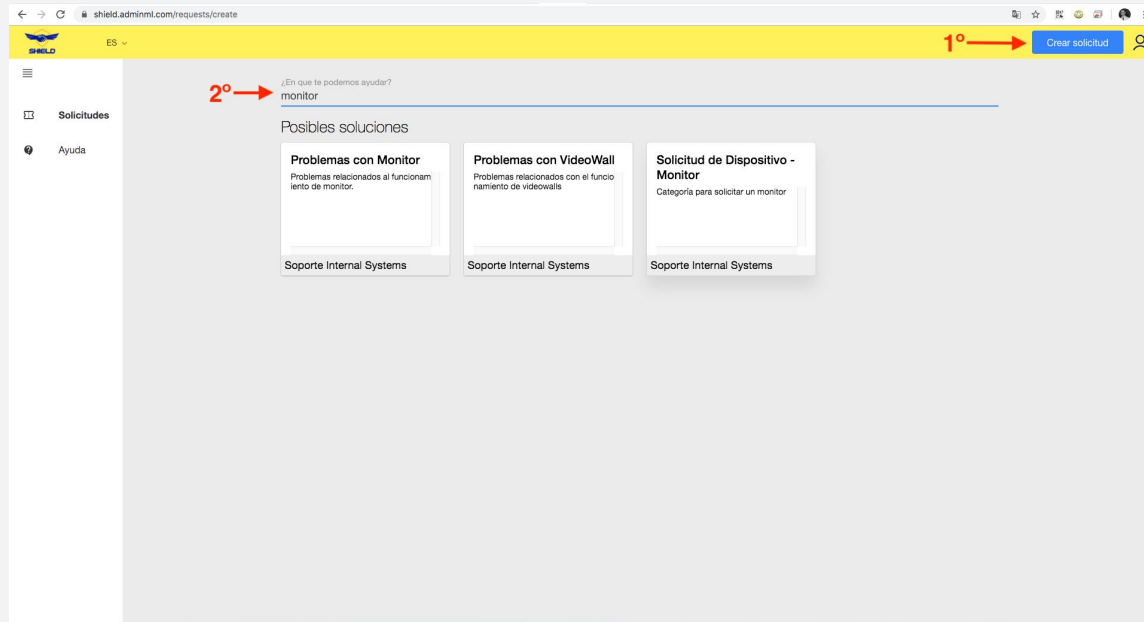 shield.adminml.com/requests/create
SHIELD
ES
1º
Crear solicitud
2º
¿En que te podemos ayudar?
monitor
Solicitudes
Ayuda
Posibles soluciones
Problemas con Monitor
Problemas relacionados al funcionam
iento de monitor.
Soporte Internal Systems
Problemas con VideoWall
Problemas relacionados con el funcio
namiento de videowalls
Soporte Internal Systems
Solicitud de Dispositivo -
Monitor
Categoría para solicitar un monitor
Soporte Internal Systems